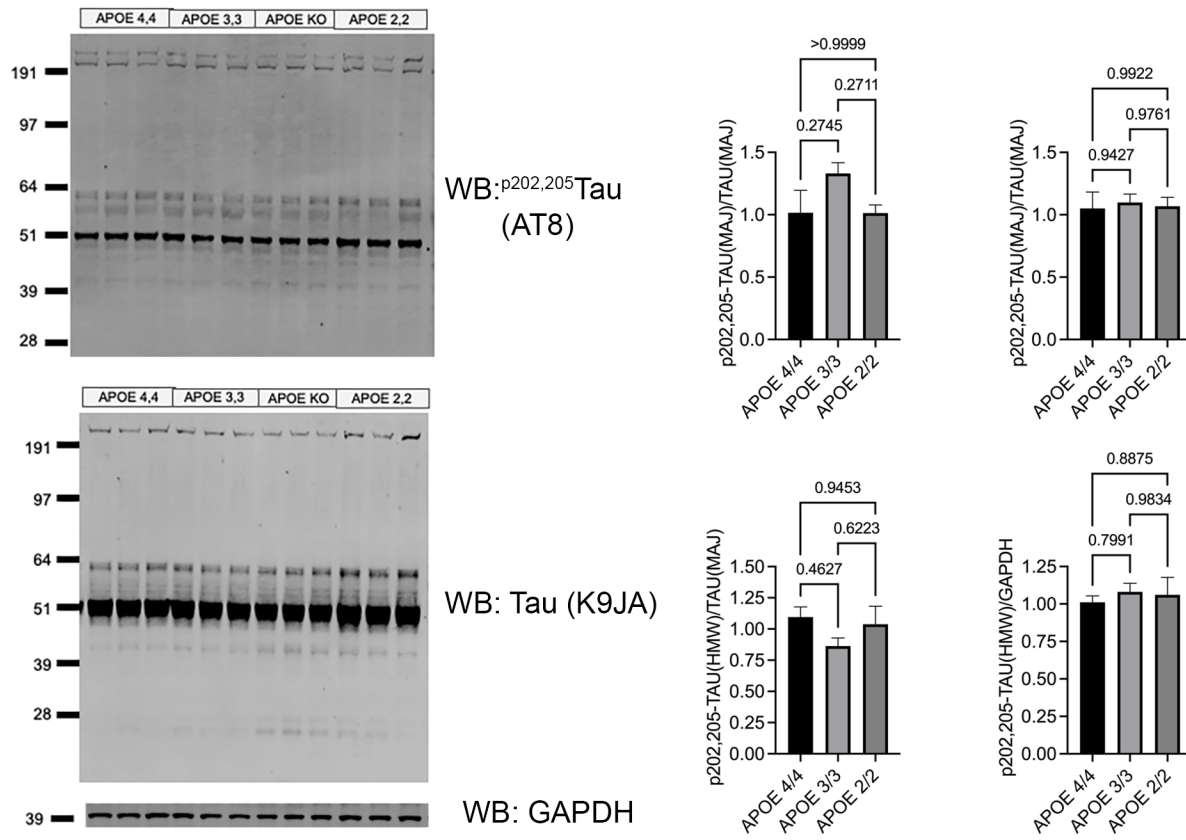 APOE 4,4 APOE 3,3 APOE KO APOE 2,2
191
97
64
51
39
28
WB:p202,205Tau
(AT8)
APOE 4,4 APOE 3,3 APOE KO APOE 2,2
191
97
64
51
39
28
WB: Tau (K9JA)
39
WB: GAPDH
>0.9999
0.2711
0.2745
p202,205-TAU(MAJ)/TAU(MAJ)
1.5
1.0
0.5
0.0
APOE 4/4
APOE 3/3
APOE 2/2
0.9922
0.9761
0.9427
p202,205-TAU(MAJ)/TAU(MAJ)
1.5
1.0
0.5
0.0
APOE 4/4
APOE 3/3
APOE 2/2
0.9453
0.6223
0.4627
p202,205-TAU(HMW)/TAU(MAJ)
1.50
1.25
1.00
0.75
0.50
0.25
0.00
APOE 4/4
APOE 3/3
APOE 2/2
0.8875
0.9834
0.7991
p202,205-TAU(HMW)/GAPDH
1.25
1.00
0.75
0.50
0.25
0.00
APOE 4/4
APOE 3/3
APOE 2/2